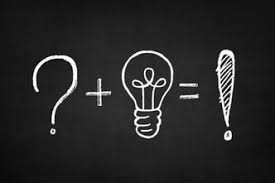 ? + = !